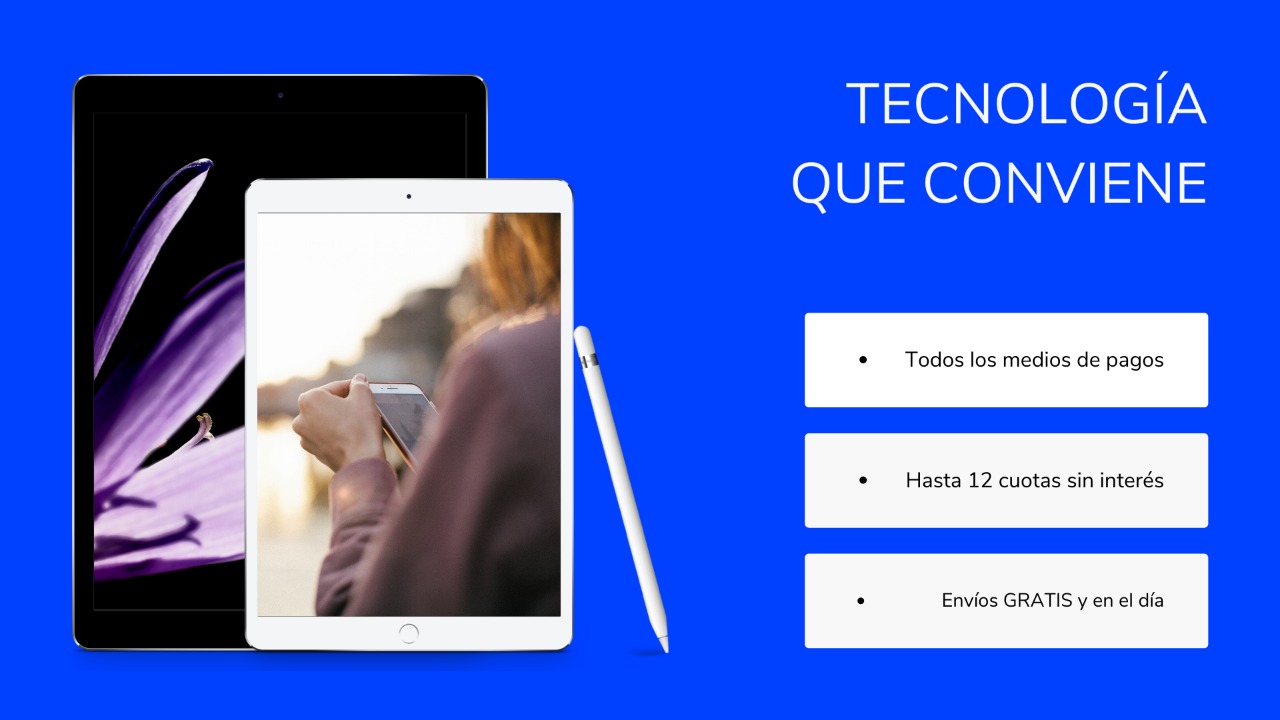 TECNOLOGÍA
QUE CONVIENE
• Todos los medios de pagos
• Hasta 12 cuotas sin interés
• Envíos GRATIS y en el día